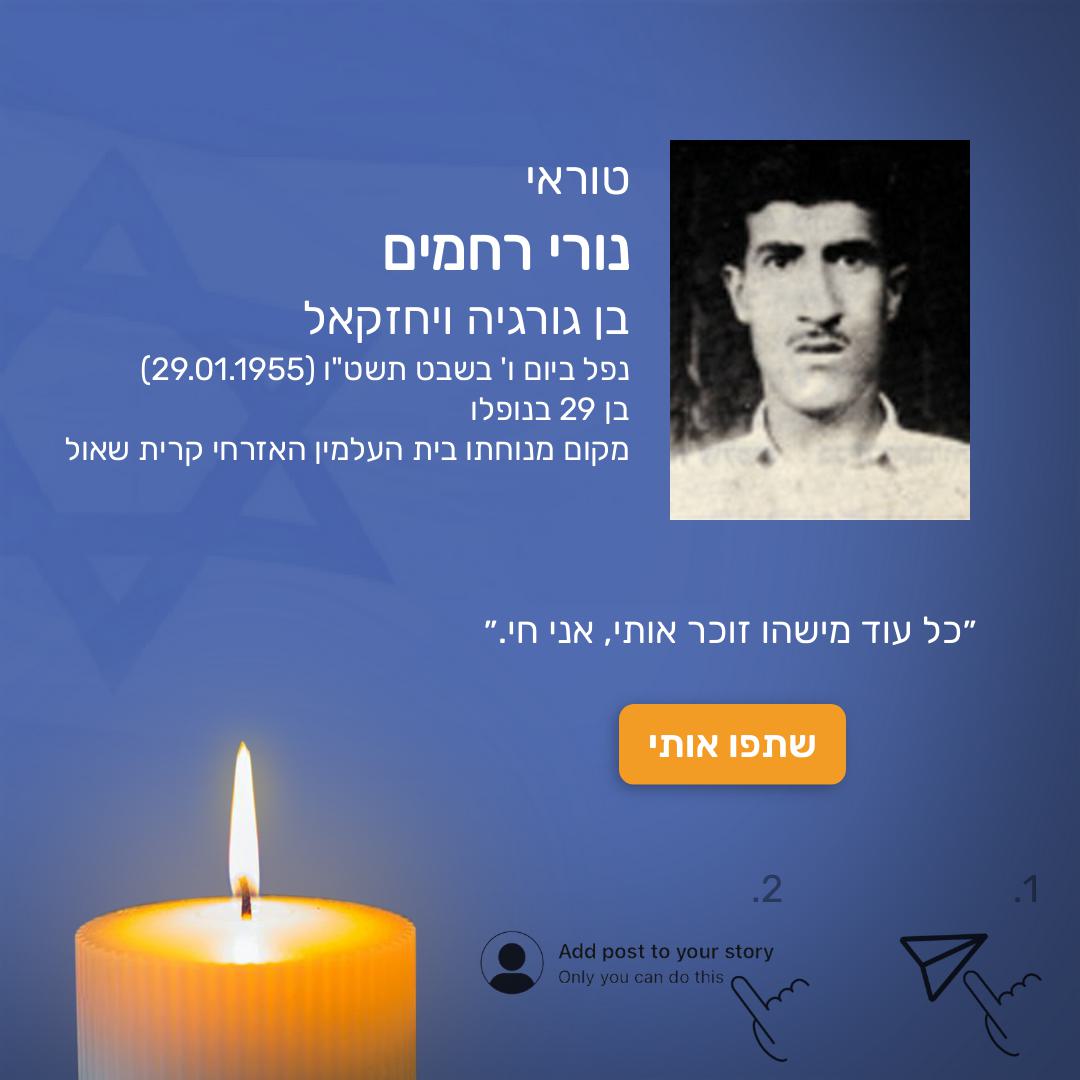 טוראי
נורי רחמים
בן גורגיה ויחזקאל
נפל ביום ו' בשבט תשט"ו (29.01.1955)
בן 29 בנופלו
מקום מנוחתו בית העלמין האזרחי קרית שאול
״כל עוד מישהו זוכר אותי, אני חי.״
שתפו אותי
.1
.2
Add post to your story
Only you can do this